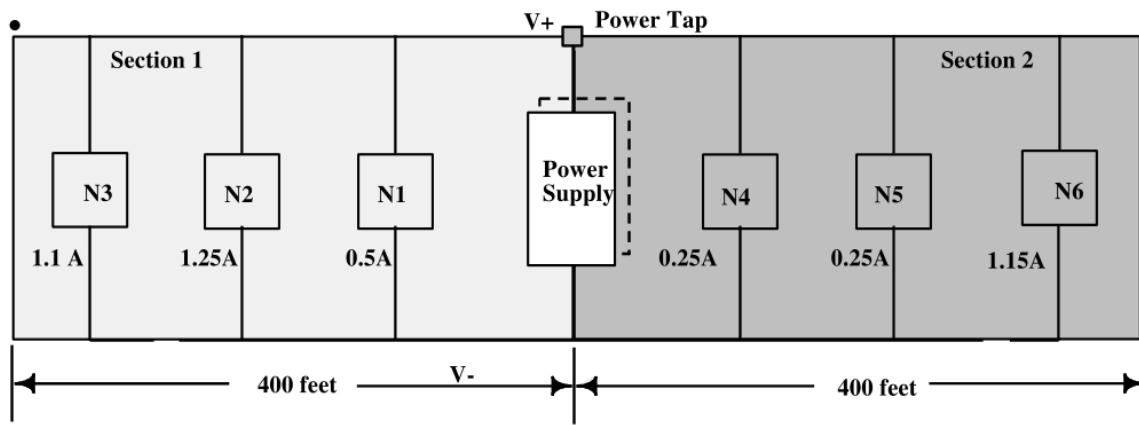 V+
Power Tap
Section 1
Section 2
N3
N2
N1
Power
Supply
N4
N5
N6
1.1 A
1.25A
0.5A
0.25A
0.25A
1.15A
400 feet
V-
400 feet